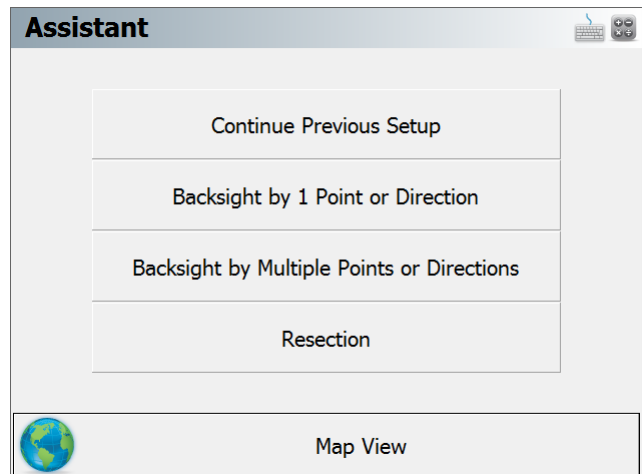 Assistant
Continue Previous Setup
Backsight by 1 Point or Direction
Backsight by Multiple Points or Directions
Resection
Map View